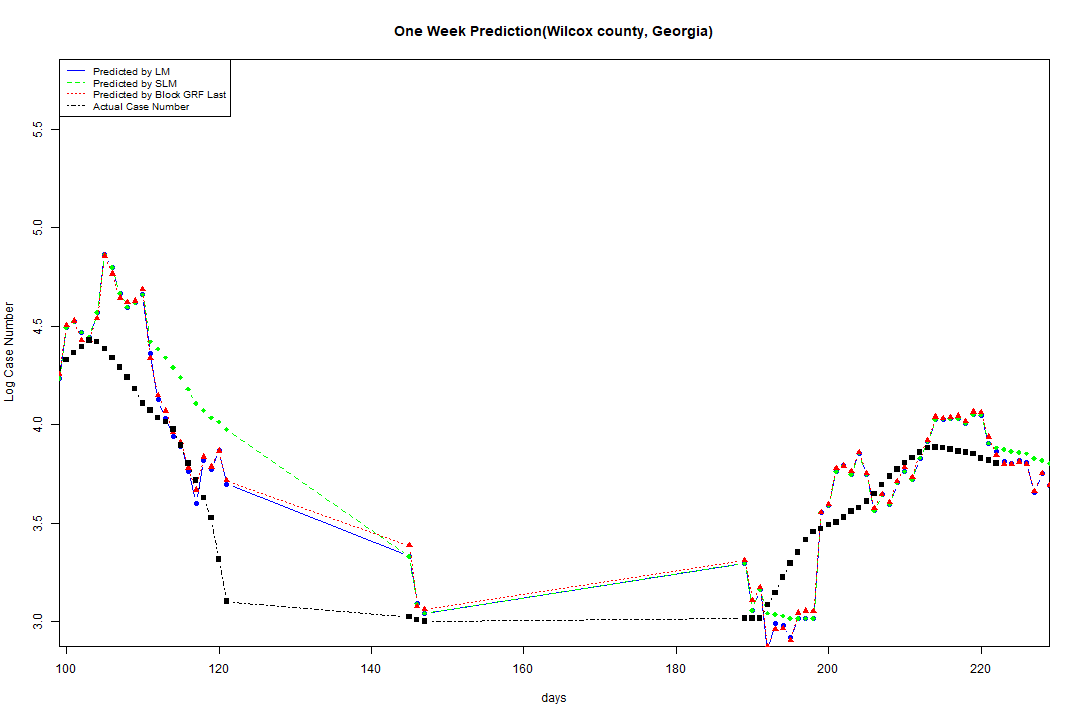 One Week Prediction(Wilcox county, Georgia)
Predicted by LM
Predicted by SLM
Predicted by Block GRF Last
Actual Case Number
Log Case Number
5.5
5.0
4.5
4.0
3.5
3.0
100 120 140 160 180 200 220
days